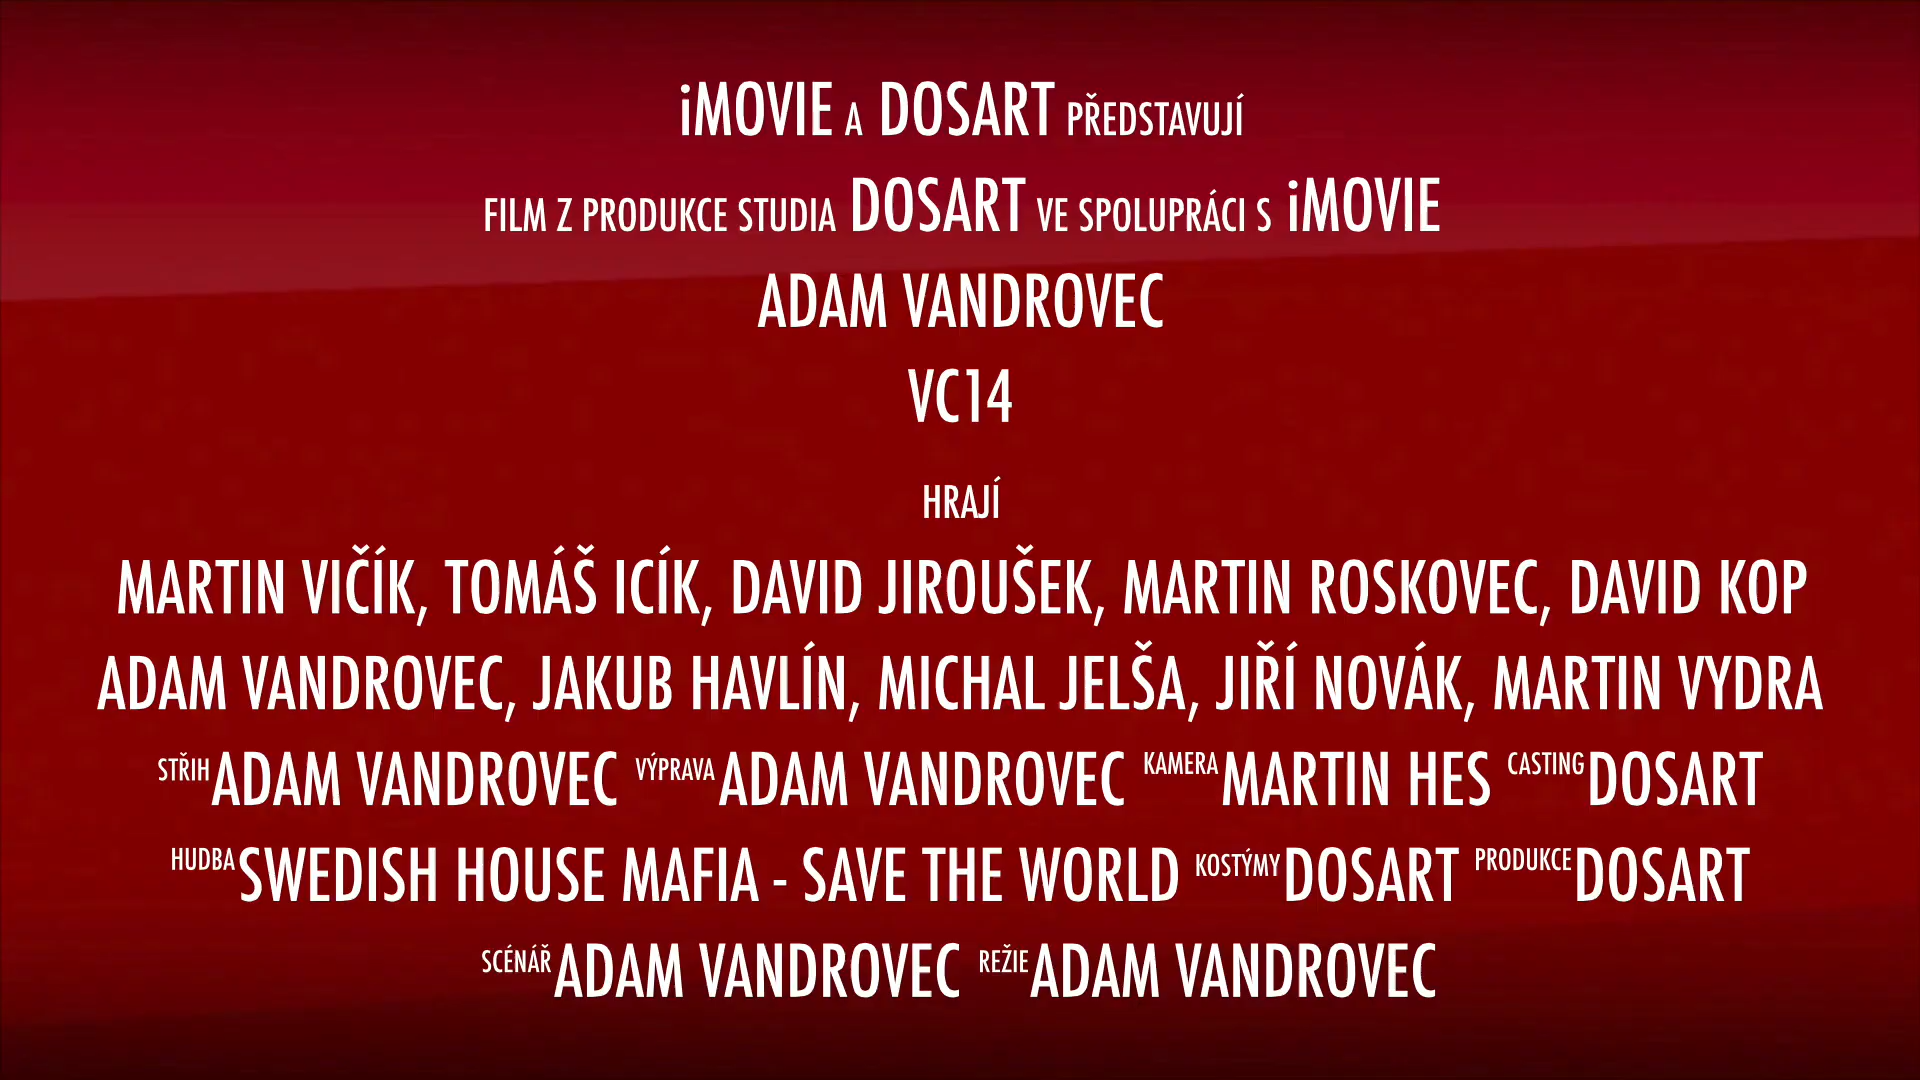 iMOVIE A DOSART PŘEDSTAVUJÍ
FILM Z PRODUKCE STUDIA DOSART VE SPOLUPRÁCI S iMOVIE
ADAM VANDROVEC
VC14
HRAJÍ
MARTIN VIČÍK, TOMÁŠ ICÍK, DAVID JIROUŠEK, MARTIN ROSKOVEC, DAVID KOP
ADAM VANDROVEC, JAKUB HAVLÍN, MICHAL JELŠA, JIŘÍ NOVÁK, MARTIN VYDRA
STŘIH ADAM VANDROVEC VÝPRAVA ADAM VANDROVEC KAMERA MARTIN HES CASTING DOSART
HUDBA SWEDISH HOUSE MAFIA - SAVE THE WORLD KOSTÝMY DOSART PRODUKCE DOSART
SCÉNÁŘ ADAM VANDROVEC REŽIE ADAM VANDROVEC